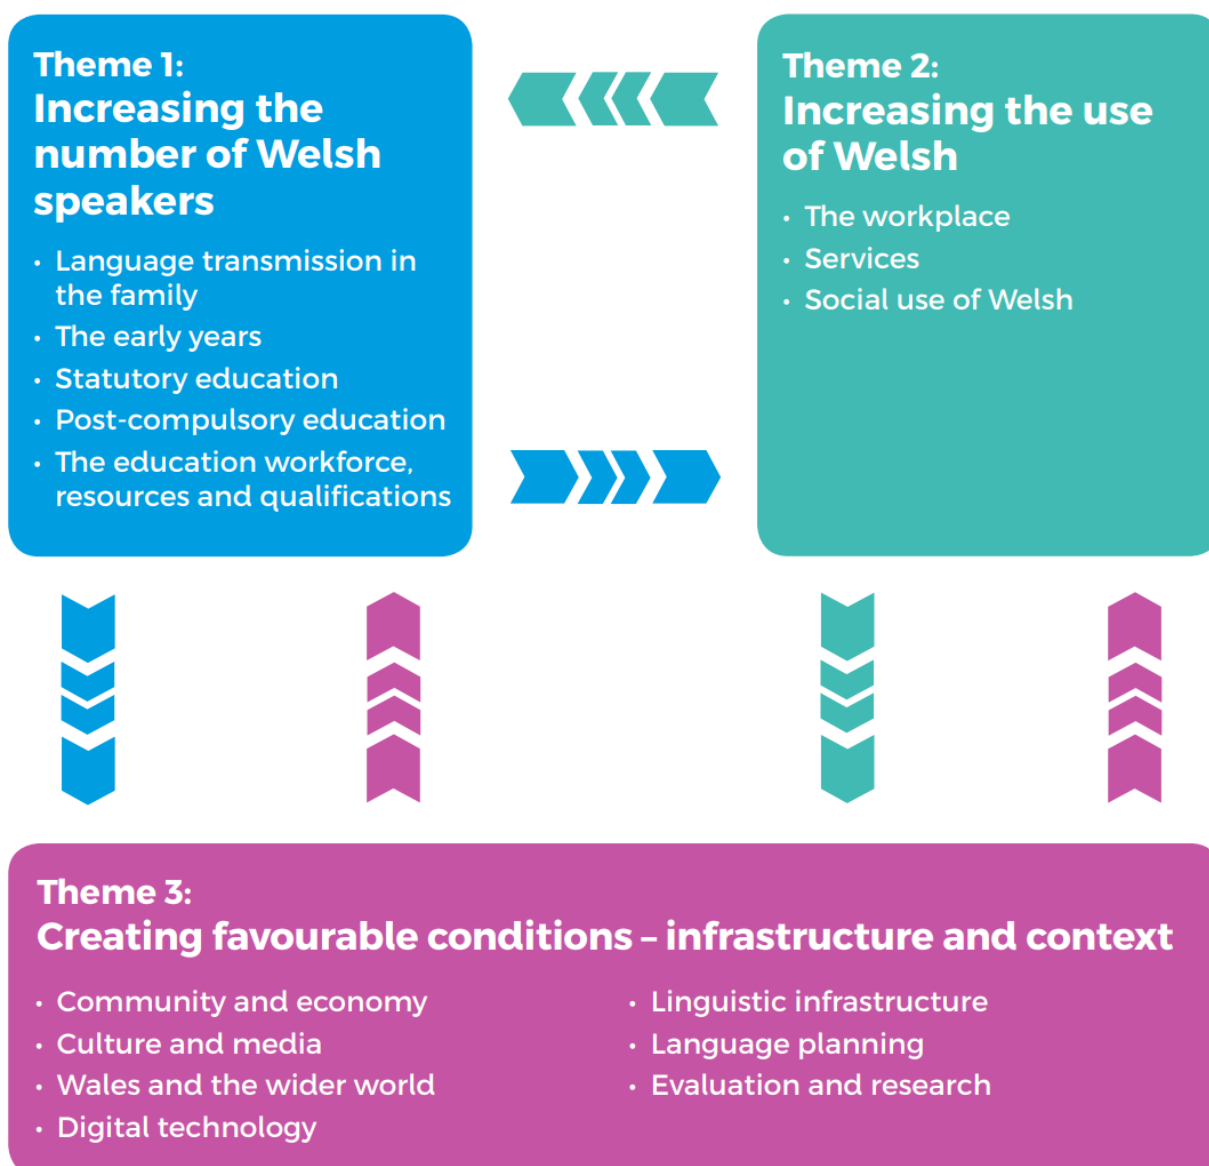 Theme 1:
Increasing the
number of Welsh
speakers
• Language transmission in
the family
• The early years
• Statutory education
• Post-compulsory education
• The education workforce,
resources and qualifications
Theme 2:
Increasing the use
of Welsh
• The workplace
• Services
• Social use of Welsh
Theme 3:
Creating favourable conditions – infrastructure and context
• Community and economy
• Culture and media
• Wales and the wider world
• Digital technology
• Linguistic infrastructure
• Language planning
• Evaluation and research